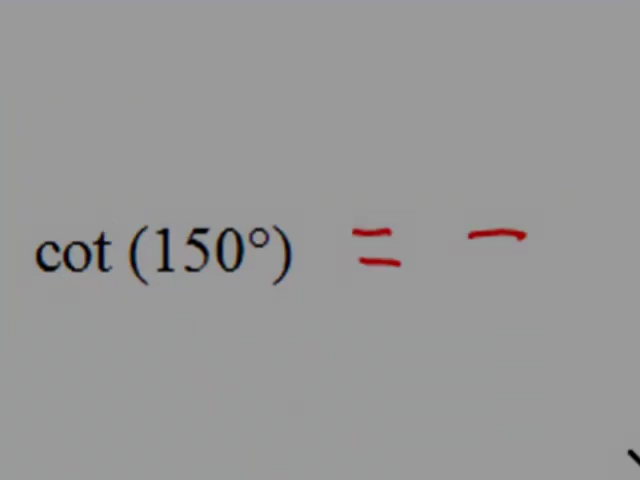 cot (150°) = −